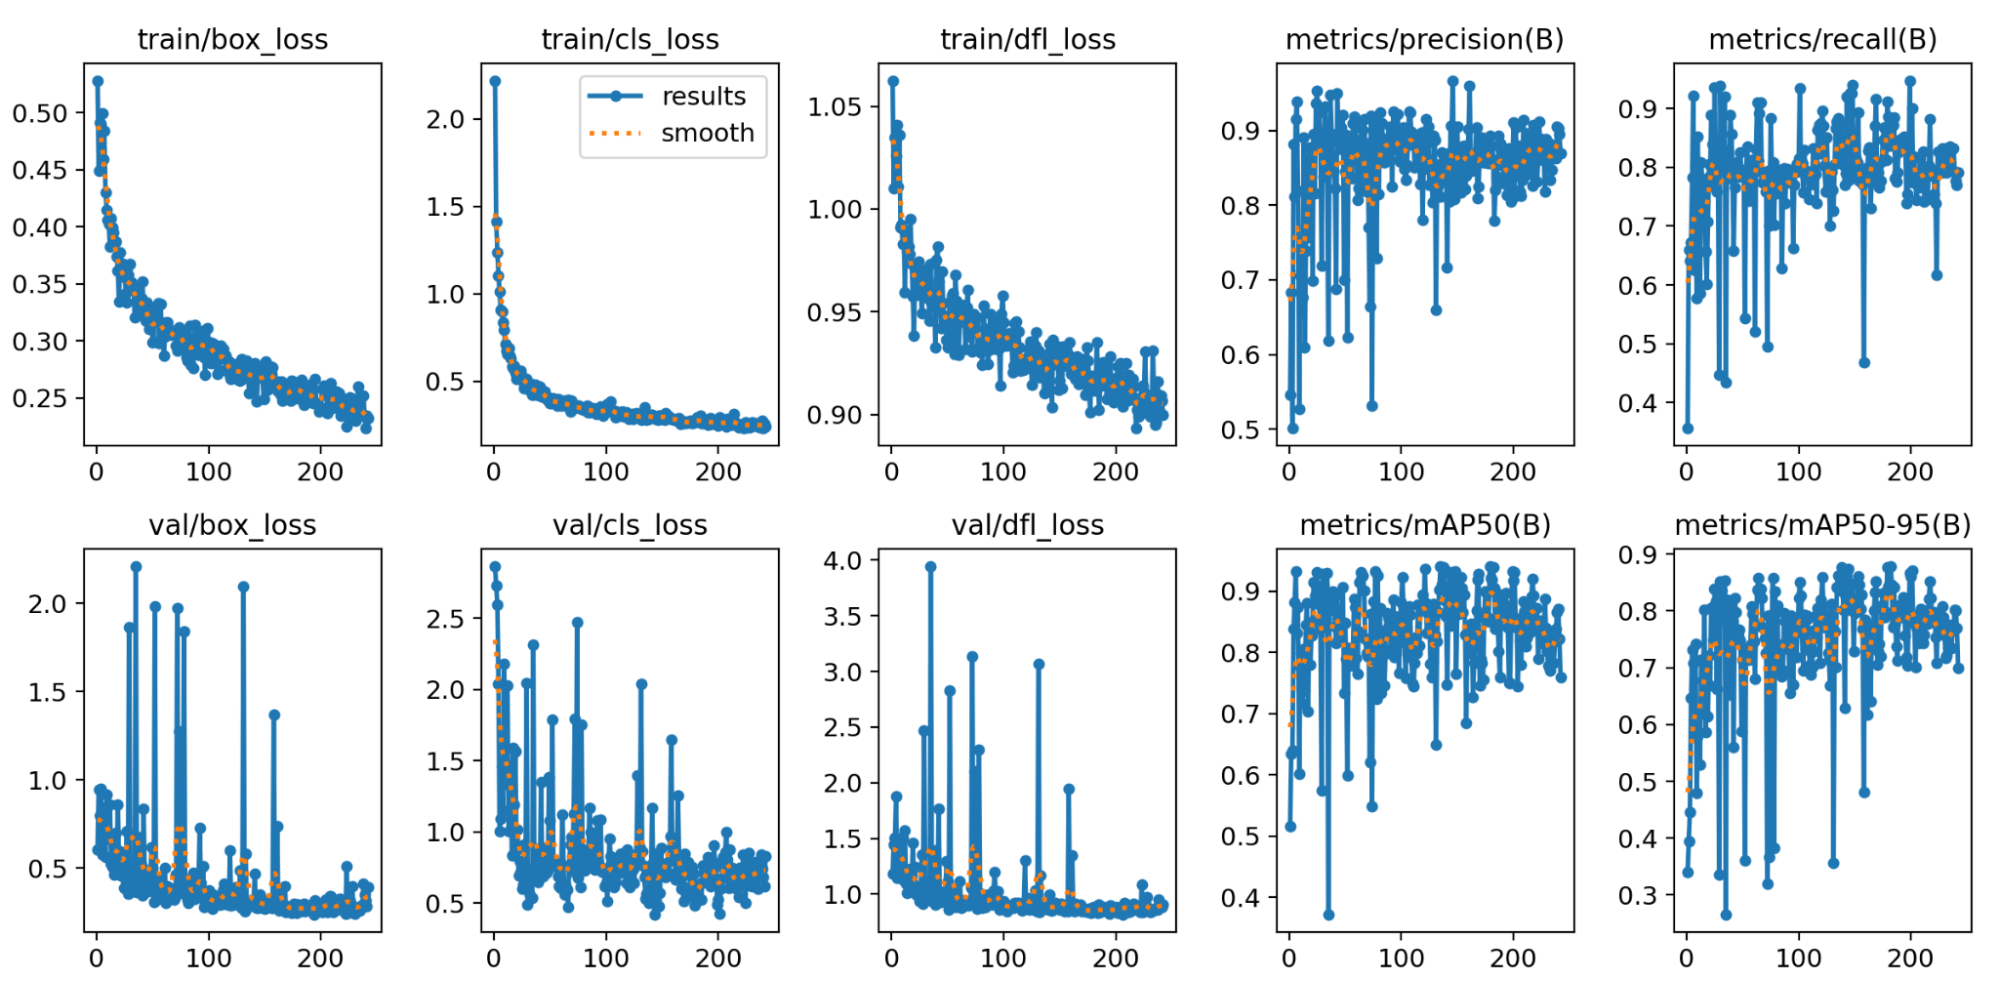 train/box_loss
0.50
0.45
0.40
0.35
0.30
0.25
0 100 200
train/cls_loss
results
smooth
2.0
1.5
1.0
0.5
0 100 200
train/dfl_loss
1.05
1.00
0.95
0.90
0 100 200
metrics/precision(B)
0.9
0.8
0.7
0.6
0.5
0 100 200
metrics/recall(B)
0.9
0.8
0.7
0.6
0.5
0.4
0 100 200
val/box_loss
2.0
1.5
1.0
0.5
0 100 200
val/cls_loss
2.5
2.0
1.5
1.0
0.5
0 100 200
val/dfl_loss
4.0
3.5
3.0
2.5
2.0
1.5
1.0
0 100 200
metrics/mAP50(B)
0.9
0.8
0.7
0.6
0.5
0.4
0 100 200
metrics/mAP50-95(B)
0.9
0.8
0.7
0.6
0.5
0.4
0.3
0 100 200